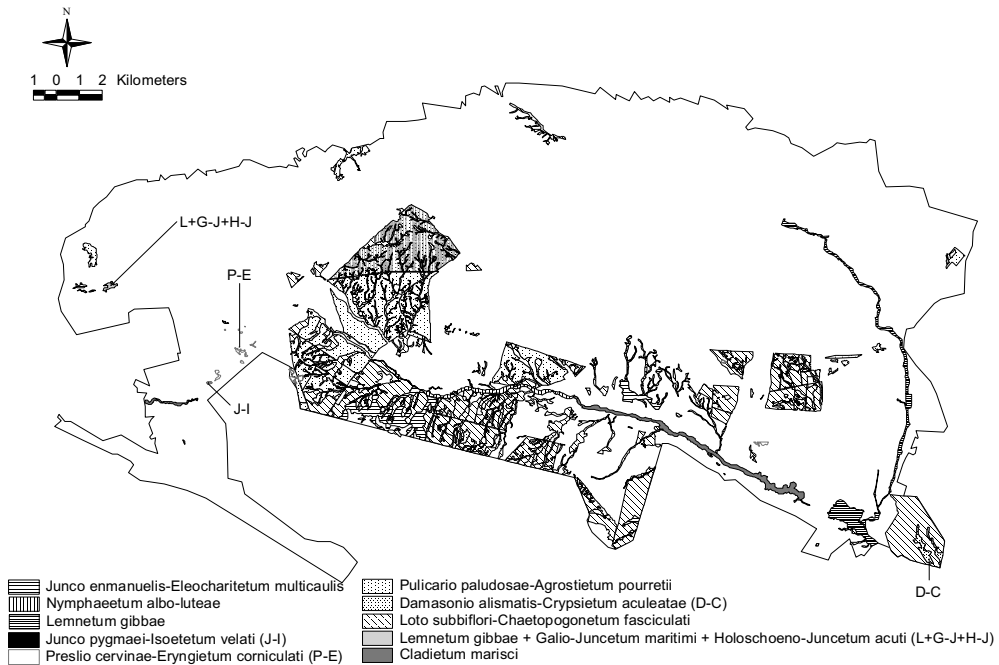 1 0 1 2 Kilometers
L+G-J+H-J
P-E
J-I
D-C
Junco enmanuelis-Eleocharitetum multicaulis
Nymphaeetum albo-luteae
Lemnetum gibbae
Junco pygmaei-Isoetetum velati (J-I)
Preslio cervinae-Eryngietum corniculati (P-E)
Pulicario paludosae-Agrostietum pourretii
Damasonio alismatis-Crypsietum aculeatae (D-C)
Loto subbiflori-Chaetopogonetum fasciculati
Lemnetum gibbae + Galio-Juncetum maritimi + Holoschoeno-Juncetum acuti (L+G-J+H-J)
Cladietum marisci